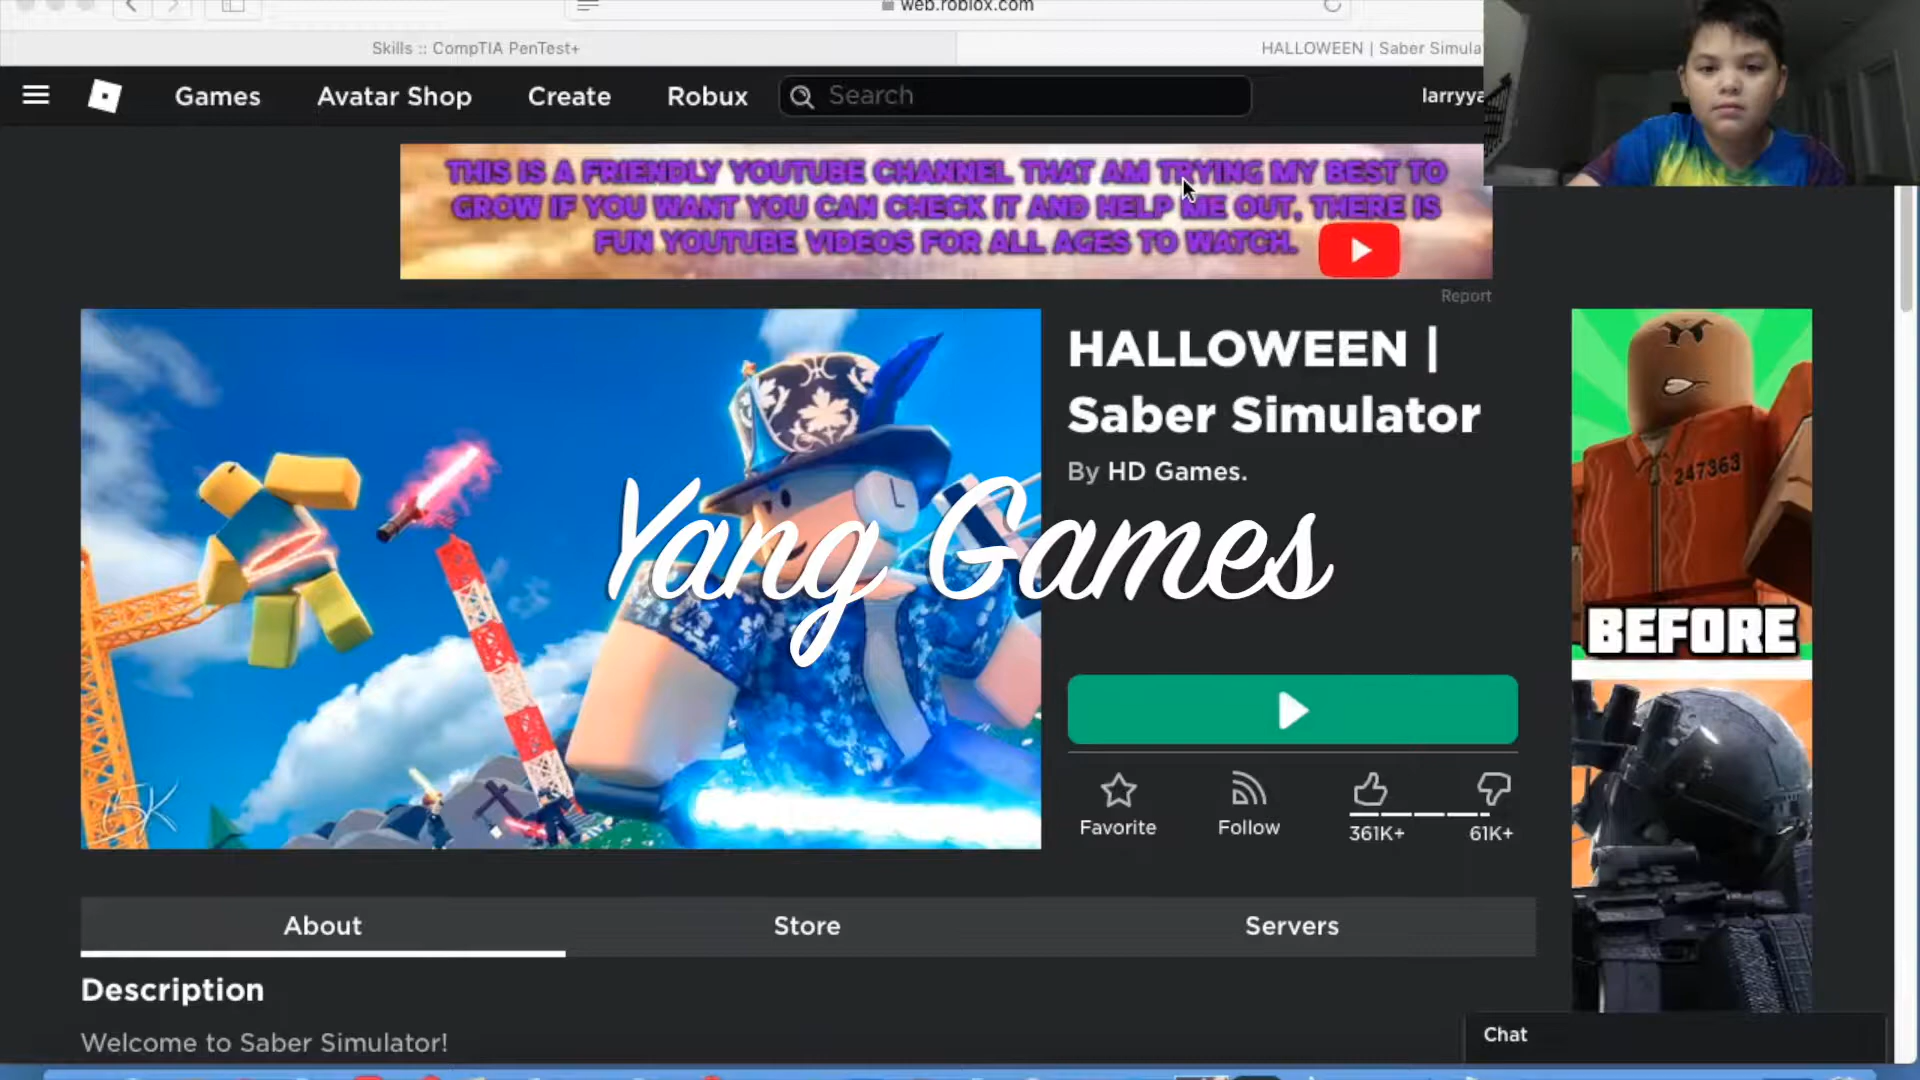 web.roblox.com
Skills :: CompTIA PenTest+
HALLOWEEN | Saber Simula
Games
Avatar Shop
Create
Robux
Search
larryya
THIS IS A FRIENDLY YOUTUBE CHANNEL THAT AM TRYING MY BEST TO
GROW IF YOU WANT YOU CAN CHECK IT AND HELP ME OUT, THERE IS
FUN YOUTUBE VIDEOS FOR ALL AGES TO WATCH.
Report
HALLOWEEN |
Saber Simulator
By HD Games.
Yang Games
247363
BEFORE
Favorite
Follow
361K+
61K+
About
Store
Servers
Description
Welcome to Saber Simulator!
Chat